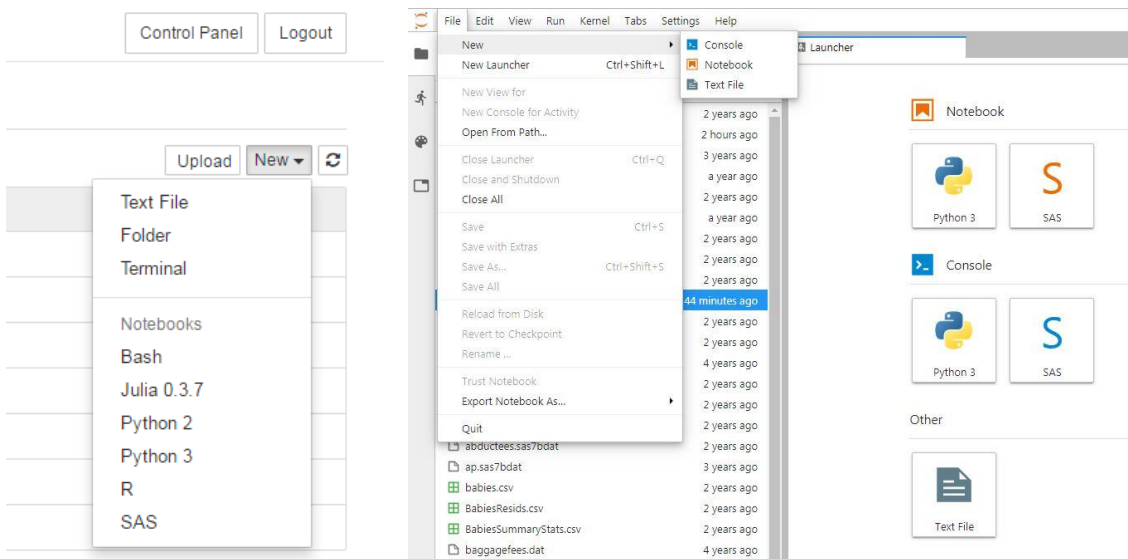 Control Panel
Logout
Upload
New
Text File
Folder
Terminal
Notebooks
Bash
Julia 0.3.7
Python 2
Python 3
R
SAS
File Edit View Run Kernel Tabs Settings Help
New
New Launcher Ctrl+Shift+L
New View for
New Console for Activity
Open From Path...
Close Launcher Ctrl+Q
Close and Shutdown
Close All
Save Ctrl+S
Save with Extras
Save As... Ctrl+Shift+S
Save All
Reload from Disk
Revert to Checkpoint
Rename ...
Trust Notebook
Export Notebook As...
Quit
Console
Notebook
Text File
2 years ago
2 hours ago
3 years ago
a year ago
2 years ago
a year ago
2 years ago
2 years ago
2 years ago
44 minutes ago
2 years ago
2 years ago
4 years ago
2 years ago
2 years ago
2 years ago
abductees.sas7bdat 2 years ago
ap.sas7bdat 3 years ago
babies.csv 2 years ago
BabiesResids.csv 2 years ago
BabiesSummaryStats.csv 2 years ago
baggagefees.dat 4 years ago
Launcher
Notebook
Python 3
S
SAS
Console
Python 3
S
SAS
Other
Text File